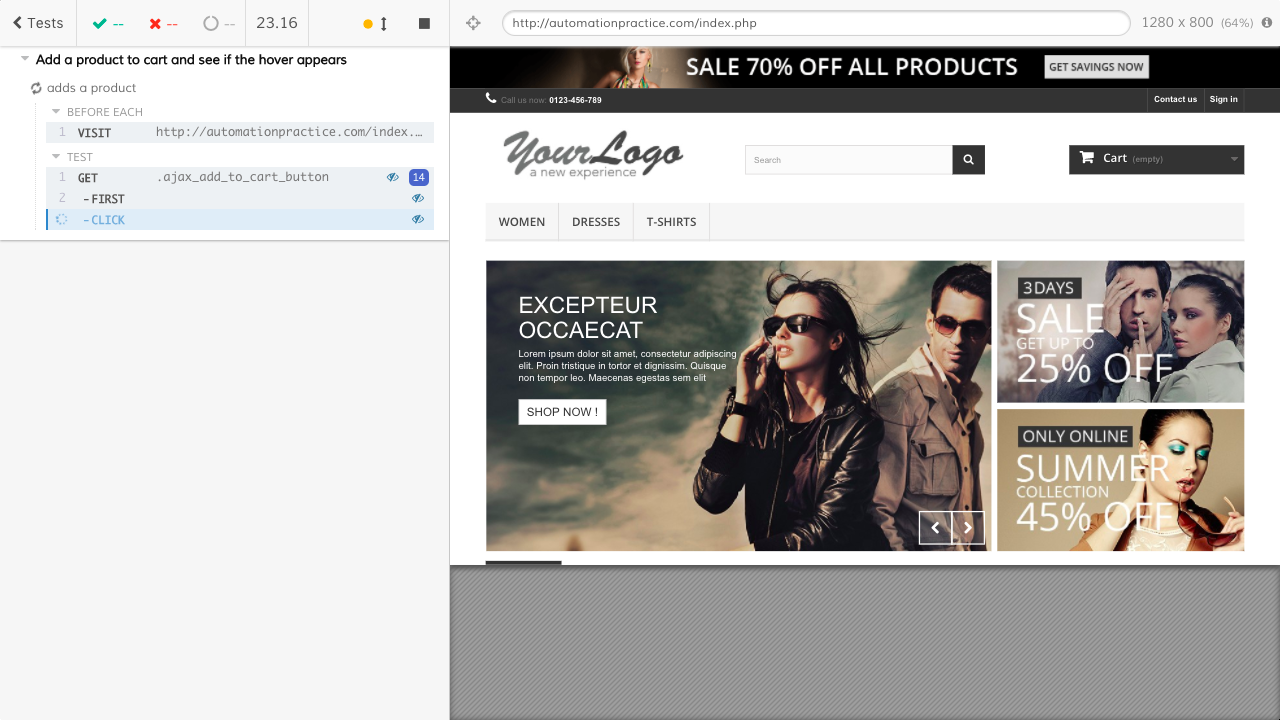 Tests
--
--
--
23.16
http://automationpractice.com/index.php
1280 x 800 (64%)
Add a product to cart and see if the hover appears
adds a product
BEFORE EACH
1 VISIT http://automationpractice.com/index.…
TEST
1 GET .ajax_add_to_cart_button 14
2 -FIRST
-CLICK
SALE 70% OFF ALL PRODUCTS
GET SAVINGS NOW
Call us now: 0123-456-789
Contact us
Sign in
YourLogo
a new experience
Search
Cart (empty)
WOMEN
DRESSES
T-SHIRTS
EXCEPTEUR
OCCAECAT
Lorem ipsum dolor sit amet, consectetur adipiscing
elit. Proin tristique in tortor et dignissim. Quisque
non tempor leo. Maecenas egestas sem elit
SHOP NOW !
3DAYS
SALE
GET UP TO
25% OFF
ONLY ONLINE
SUMMER
COLLECTION
45% OFF